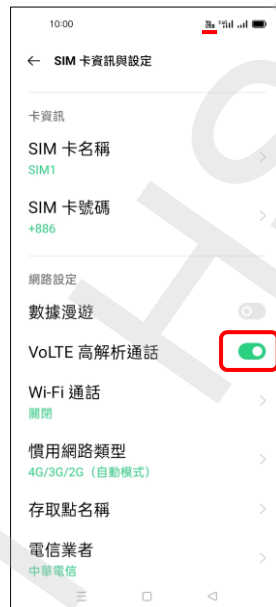 10:00
SIM 卡資訊與設定
卡資訊
SIM 卡名稱
SIM1
SIM 卡號碼
+886
網路設定
數據漫遊
VoLTE 高解析通話
Wi-Fi 通話
關閉
慣用網路類型
4G/3G/2G（自動模式）
存取點名稱
電信業者
中華電信